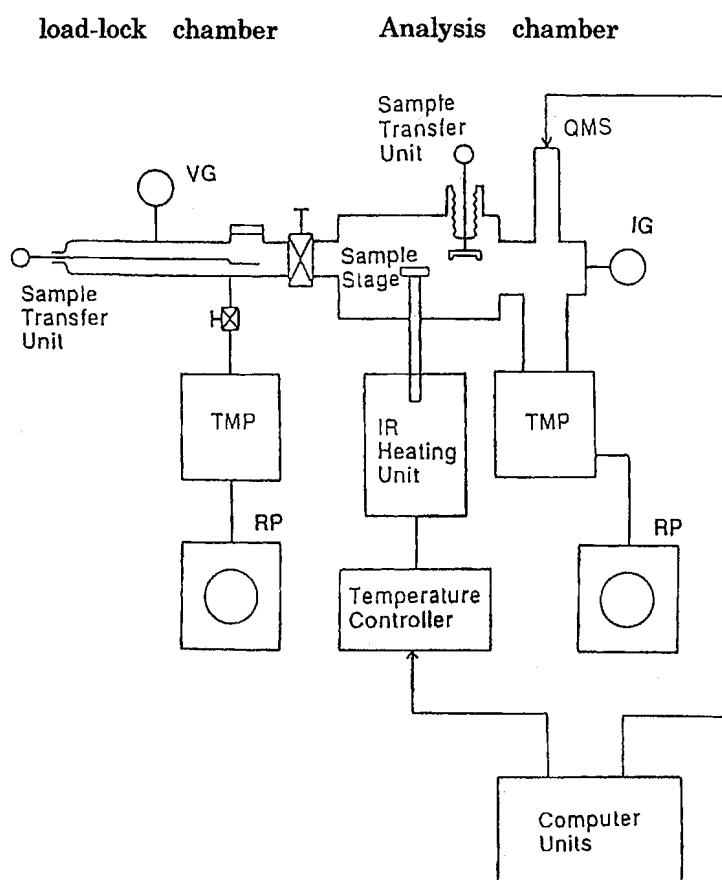 load-lock chamber
Analysis chamber
Sample
Transfer
Unit
QMS
VG
IG
Sample
Stage
Sample
Transfer
Unit
TMP
IR
Heating
Unit
TMP
RP
RP
Temperature
Controller
Computer
Units